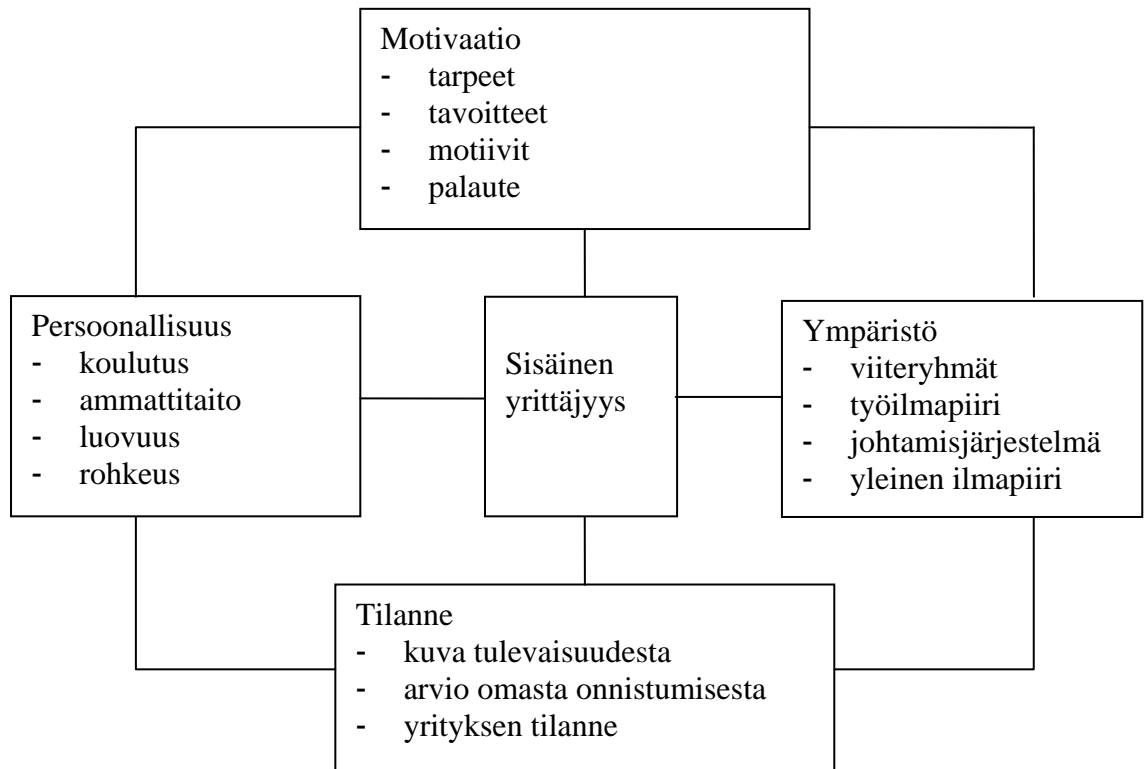 Motivaatio
- tarpeet
- tavoitteet
- motiivit
- palaute
Persoonallisuus
- koulutus
- ammattitaito
- luovuus
- rohkeus
Sisäinen
yrittäjyys
Ympäristö
- viiteryhmät
- työilmapiiri
- johtamisjärjestelmä
- yleinen ilmapiiri
Tilanne
- kuva tulevaisuudesta
- arvio omasta onnistumisesta
- yrityksen tilanne